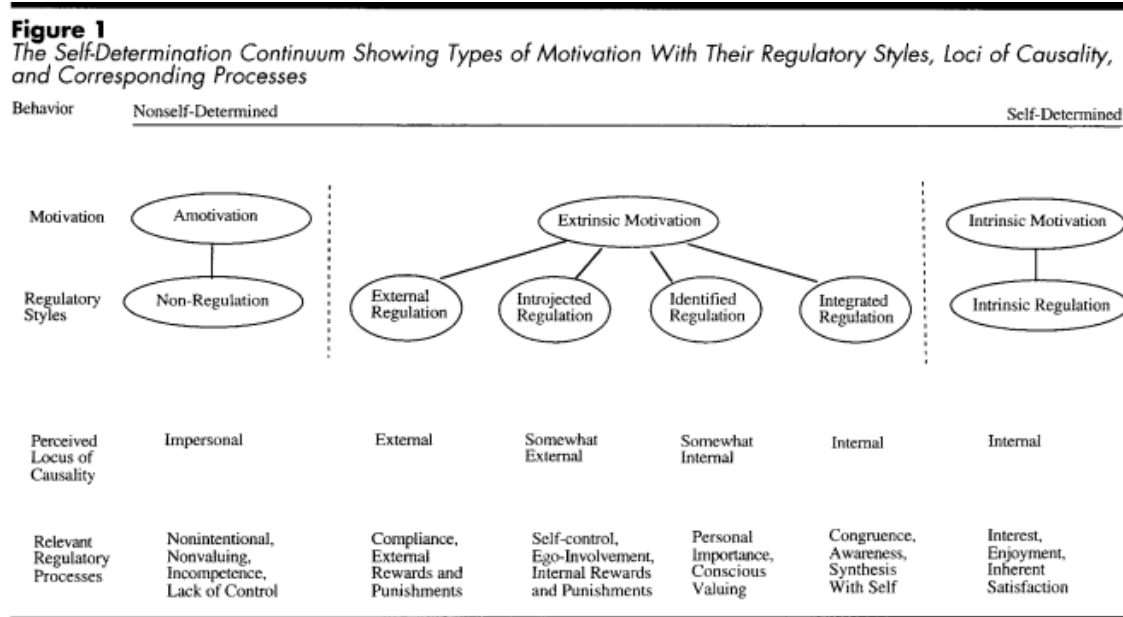 Figure 1
The Self-Determination Continuum Showing Types of Motivation With Their Regulatory Styles, Loci of Causality,
and Corresponding Processes
Behavior Nonself-Determined Self-Determined
Motivation Amotivation Extrinsic Motivation Intrinsic Motivation
Regulatory
Styles
Non-Regulation
External
Regulation
Introjected
Regulation
Identified
Regulation
Integrated
Regulation
Intrinsic Regulation
Perceived
Locus of
Causality
Impersonal
External
Somewhat
External
Somewhat
Internal
Internal
Internal
Relevant
Regulatory
Processes
Nonintentional,
Nonvaluing,
Incompetence,
Lack of Control
Compliance,
External
Rewards and
Punishments
Self-control,
Ego-Involvement,
Internal Rewards
and Punishments
Personal
Importance,
Conscious
Valuing
Congruence,
Awareness,
Synthesis
With Self
Interest,
Enjoyment,
Inherent
Satisfaction